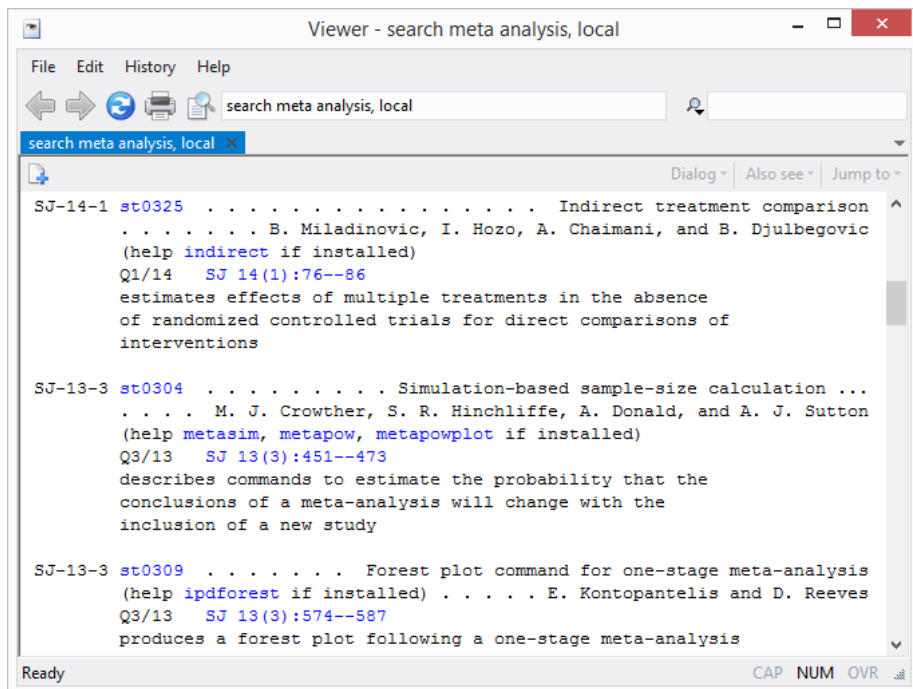 Viewer - search meta analysis, local
File Edit History Help
search meta analysis, local
search meta analysis, local
Dialog Also see Jump to
SJ-14-1 st0325 . . . . . . . . . . . . . . . . . Indirect treatment comparison
. . . . . . . B. Miladinovic, I. Hozo, A. Chaimani, and B. Djulbegovic
(help indirect if installed)
Q1/14 SJ 14(1):76--86
estimates effects of multiple treatments in the absence
of randomized controlled trials for direct comparisons of
interventions
SJ-13-3 st0304 . . . . . . . . . . Simulation-based sample-size calculation ...
. . . . M. J. Crowther, S. R. Hinchliffe, A. Donald, and A. J. Sutton
(help metasim, metapow, metapowplot if installed)
Q3/13 SJ 13(3):451--473
describes commands to estimate the probability that the
conclusions of a meta-analysis will change with the
inclusion of a new study
SJ-13-3 st0309 . . . . . . . Forest plot command for one-stage meta-analysis
(help ipdforest if installed) . . . . . E. Kontopantelis and D. Reeves
Q3/13 SJ 13(3):574--587
produces a forest plot following a one-stage meta-analysis
Ready CAP NUM OVR